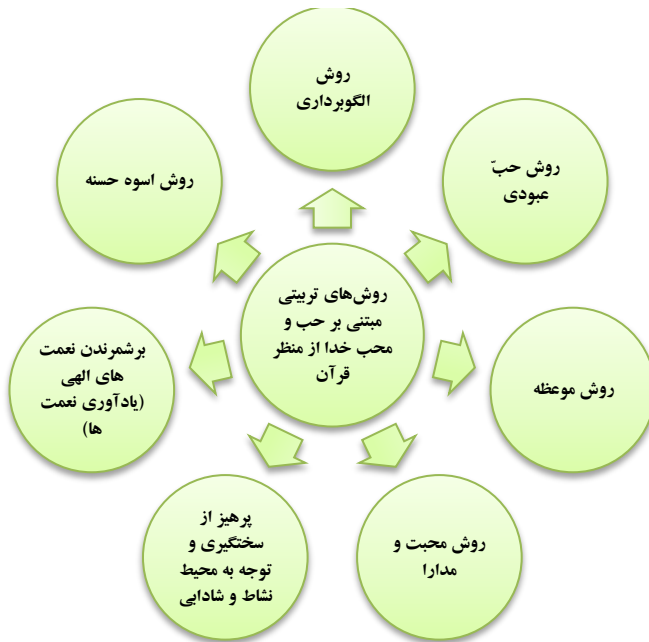 روش
الگوبرداری
روش حبّ
عبودی
روش اسوه حسنه
روش‌های تربیتی
مبتنی بر حب و
محب خدا از منظر
قرآن
برشمرندن نعمت
های الهی
(یادآوری نعمت
ها)
روش موعظه
پرهیز از
سختگیری و
توجه به محیط
نشاط و شادابی
روش محبت و
مدارا